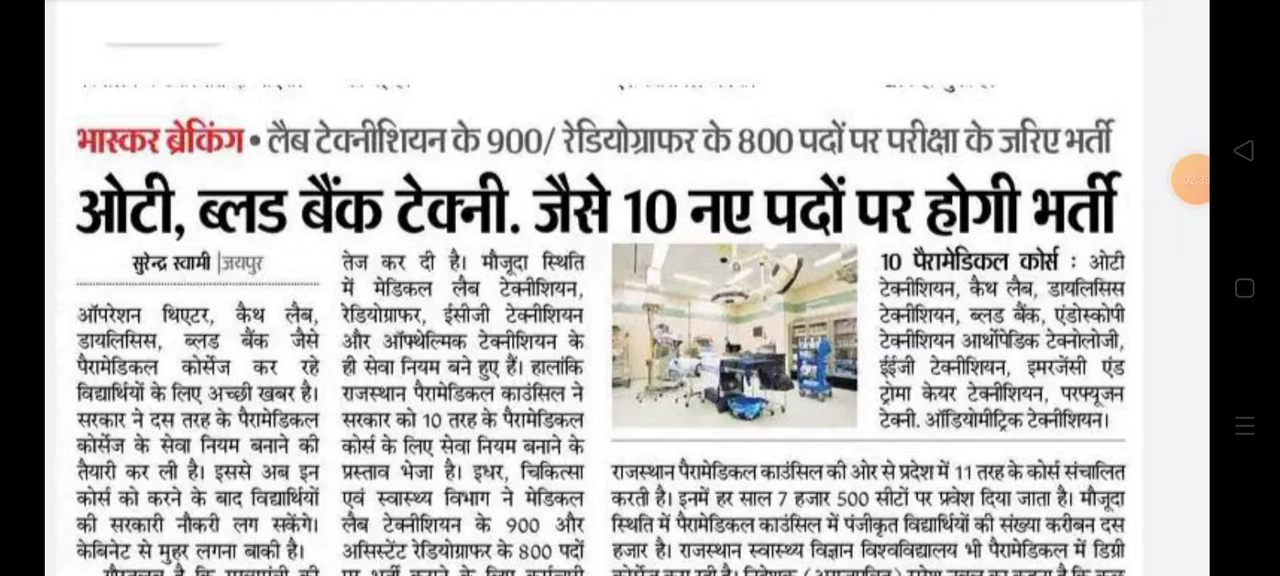 भास्कर ब्रेकिंग • लैब टेक्नीशियन के 900/ रेडियोग्राफर के 800 पदों पर परीक्षा के जरिए भर्ती
ओटी, ब्लड बैंक टेक्नी. जैसे 10 नए पदों पर होगी भर्ती
सुरेन्द्र स्वामी | जयपुर
ऑपरेशन थिएटर, कैथ लैब,
डायलिसिस, ब्लड बैंक जैसे
पैरामेडिकल कोर्सेज कर रहे
विद्यार्थियों के लिए अच्छी खबर है।
सरकार ने दस तरह के पैरामेडिकल
कोर्सेज के सेवा नियम बनाने की
तैयारी कर ली है। इससे अब इन
कोर्स को करने के बाद विद्यार्थियों
की सरकारी नौकरी लग सकेंगे।
केबिनेट से मुहर लगना बाकी है।
तेज कर दी है। मौजूदा स्थिति
में मेडिकल लैब टेक्नीशियन,
रेडियोग्राफर, ईसीजी टेक्नीशियन
और ऑफ्थेल्मिक टेक्नीशियन के
ही सेवा नियम बने हुए हैं। हालांकि
राजस्थान पैरामेडिकल काउंसिल ने
सरकार को 10 तरह के पैरामेडिकल
कोर्स के लिए सेवा नियम बनाने के
प्रस्ताव भेजा है। इधर, चिकित्सा
एवं स्वास्थ्य विभाग ने मेडिकल
लैब टेक्नीशियन के 900 और
असिस्टेंट रेडियोग्राफर के 800 पदों
10 पैरामेडिकल कोर्स : ओटी
टेक्नीशियन, कैथ लैब, डायलिसिस
टेक्नीशियन, ब्लड बैंक, एंडोस्कोपी
टेक्नीशियन आर्थोपेडिक टेक्नोलोजी,
ईईजी टेक्नीशियन, इमरजेंसी एंड
ट्रोमा केयर टेक्नीशियन, परफ्यूजन
टेक्नी. ऑडियोमीट्रिक टेक्नीशियन।
राजस्थान पैरामेडिकल काउंसिल की ओर से प्रदेश में 11 तरह के कोर्स संचालित
करती है। इनमें हर साल 7 हजार 500 सीटों पर प्रवेश दिया जाता है। मौजूदा
स्थिति में पैरामेडिकल काउंसिल में पंजीकृत विद्यार्थियों की संख्या करीबन दस
हजार है। राजस्थान स्वास्थ्य विज्ञान विश्वविद्यालय भी पैरामेडिकल में डिग्री